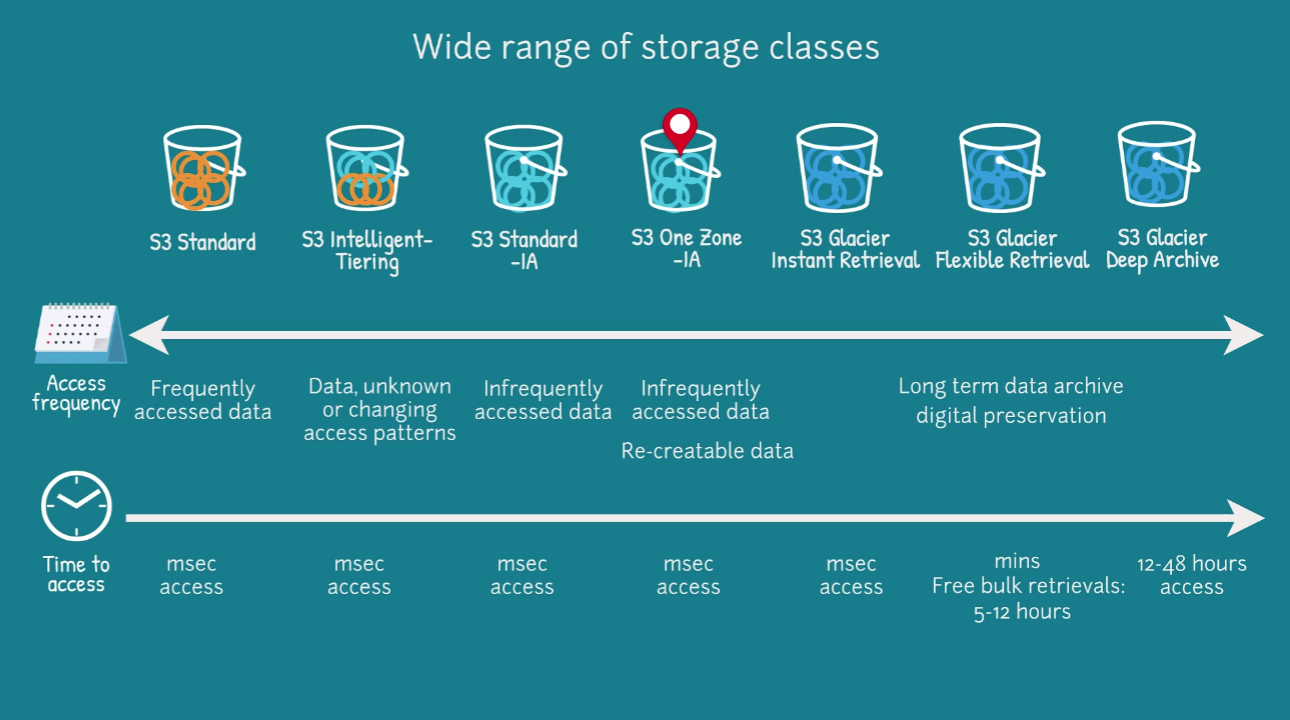 Wide range of storage classes
S3 Standard
S3 Intelligent-
Tiering
S3 Standard
-IA
S3 One Zone
-IA
S3 Glacier
Instant Retrieval
S3 Glacier
Flexible Retrieval
S3 Glacier
Deep Archive
Access
frequency
Frequently
accessed data
Data, unknown
or changing
access patterns
Infrequently
accessed data
Infrequently
accessed data
Re-creatable data
Long term data archive
digital preservation
Time to
access
msec
access
msec
access
msec
access
msec
access
msec
access
mins
Free bulk retrievals:
5-12 hours
12-48 hours
access